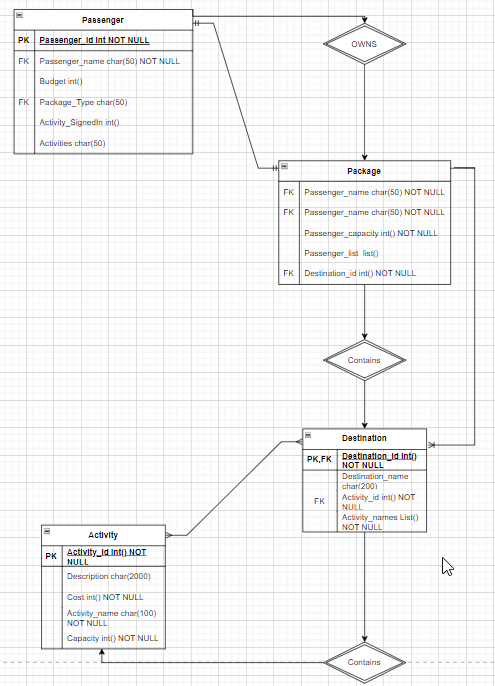 Passenger
PK Passenger_id Int NOT NULL
FK Passenger_name char(50) NOT NULL
Budget int()
FK Package_Type char(50)
Activity_SignedIn int()
Activities char(50)
OWNS
Package
FK Passenger_name char(50) NOT NULL
FK Passenger_name char(50) NOT NULL
Passenger_capacity int() NOT NULL
Passenger_list list()
FK Destination_id int() NOT NULL
Contains
Destination
PK,FK Destination_id int()
NOT NULL
Destination_name
char(200)
FK Activity_id int() NOT
NULL
Activity_names List()
NOT NULL
Activity
PK Activity_id Int() NOT
NULL
Description char(2000)
Cost int() NOT NULL
Activity_name char(100)
NOT NULL
Capacity int() NOT NULL
Contains